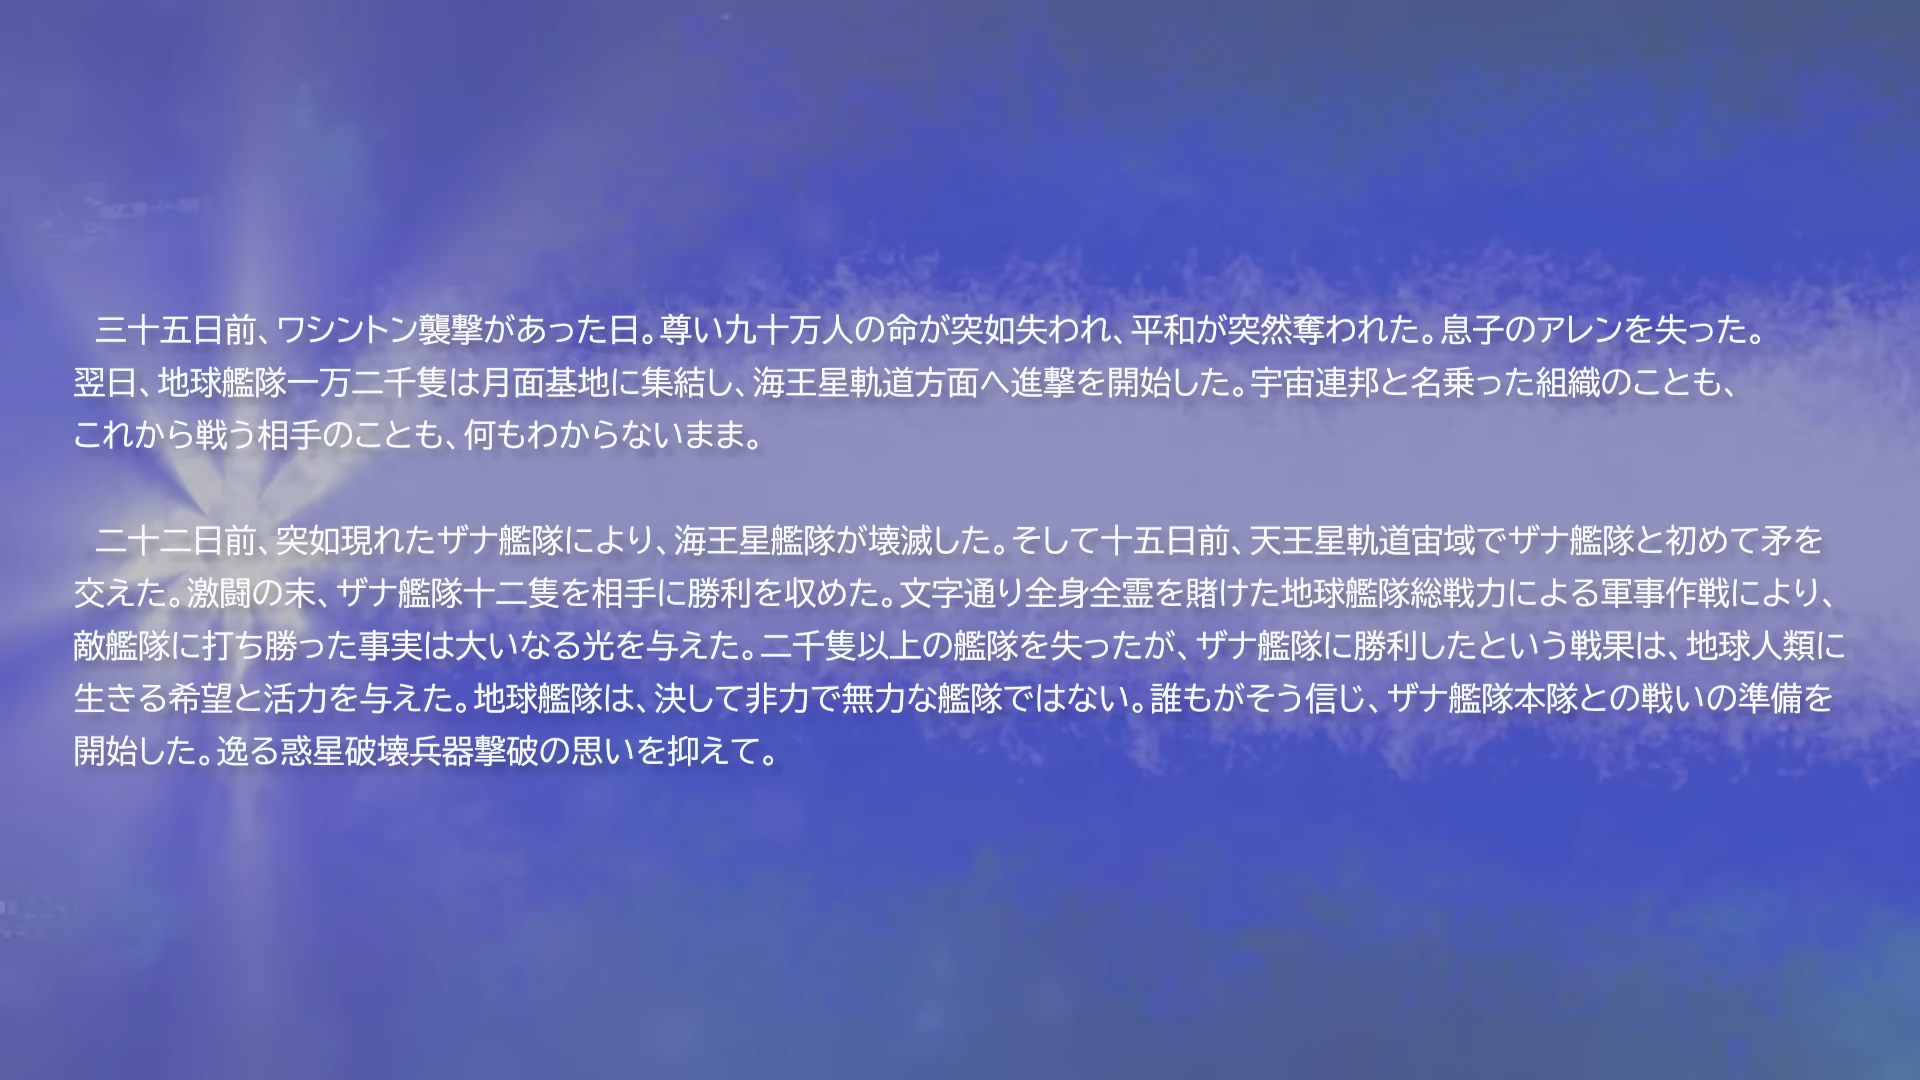 三十五日前、ワシントン襲撃があった日。尊い九十万人の命が突如失われ、平和が突然奪われた。息子のアレンを失った。
翌日、地球艦隊一万二千隻は月面基地に集結し、海王星軌道方面へ進撃を開始した。宇宙連邦と名乗った組織のことも、
これから戦う相手のことも、何もわからないまま。
二十二日前、突如現れたザナ艦隊により、海王星艦隊が壊滅した。そして十五日前、天王星軌道宙域でザナ艦隊と初めて矛を
交えた。激闘の末、ザナ艦隊十二隻を相手に勝利を収めた。文字通り全身全霊を賭けた地球艦隊総戦力による軍事作戦により、
敵艦隊に打ち勝った事実は大いなる光を与えた。二千隻以上の艦隊を失ったが、ザナ艦隊に勝利したという戦果は、地球人類に
生きる希望と活力を与えた。地球艦隊は、決して非力で無力な艦隊ではない。誰もがそう信じ、ザナ艦隊本隊との戦いの準備を
開始した。逸る惑星破壊兵器撃破の思いを抑えて。